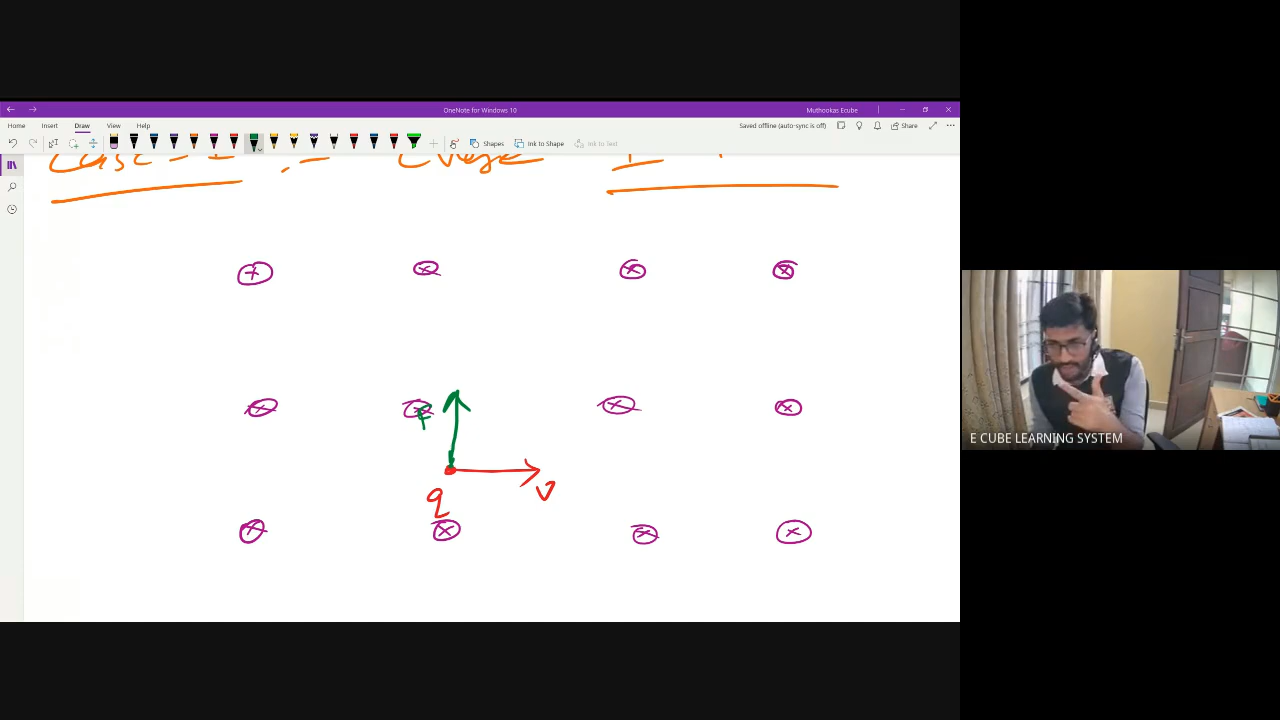 OneNote for Windows 10
Muthookas Ecube
Home Insert Draw View Help
Saved offline (auto-sync is off)
Share
Shapes
Ink to Shape
Ink to Text
F
q
v
E CUBE LEARNING SYSTEM